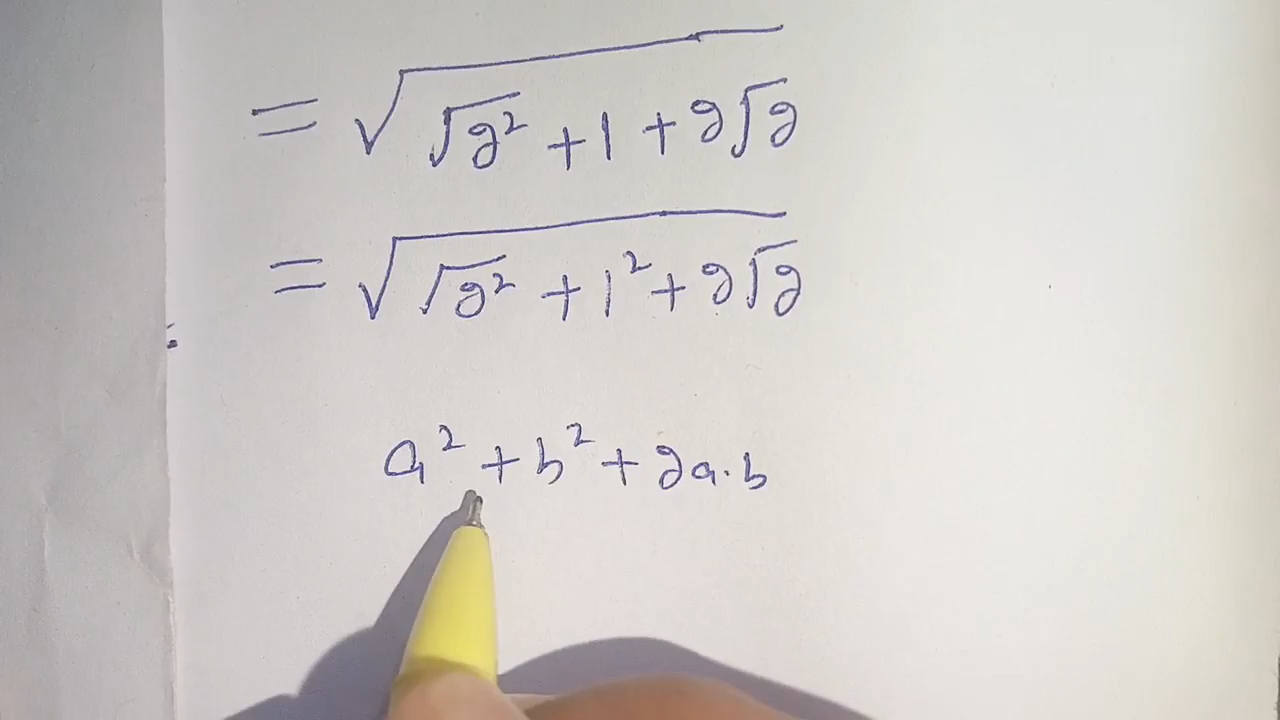 = √(√2² + 1 + 2√2)
= √(√2² + 1² + 2√2)
a² + b² + 2a·b